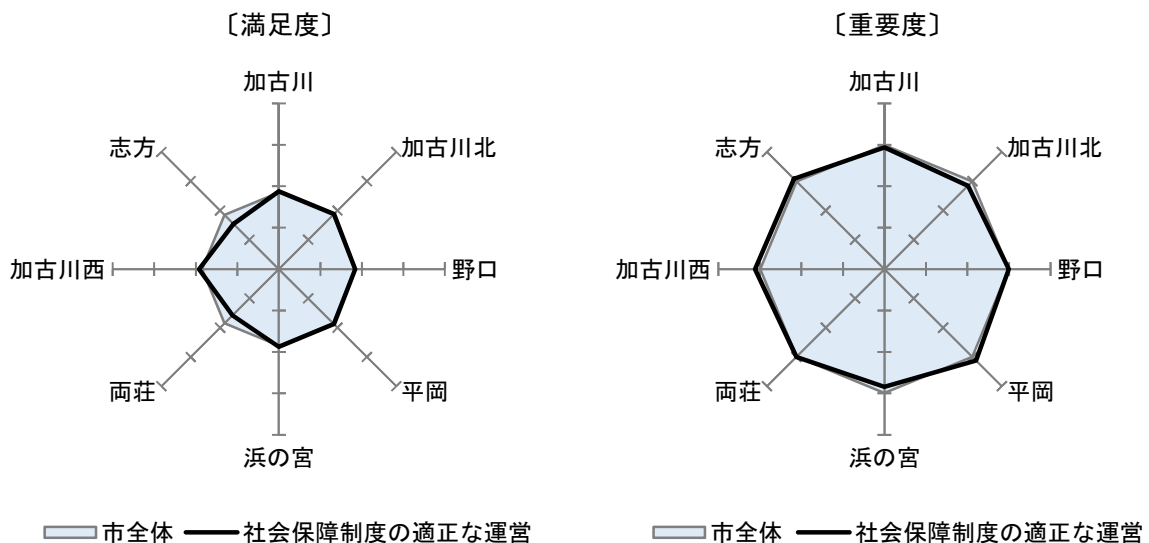 〔満足度〕
加古川
加古川北
野口
平岡
浜の宮
両荘
加古川西
志方
市全体 社会保障制度の適正な運営
〔重要度〕
加古川
加古川北
野口
平岡
浜の宮
両荘
加古川西
志方
市全体 社会保障制度の適正な運営